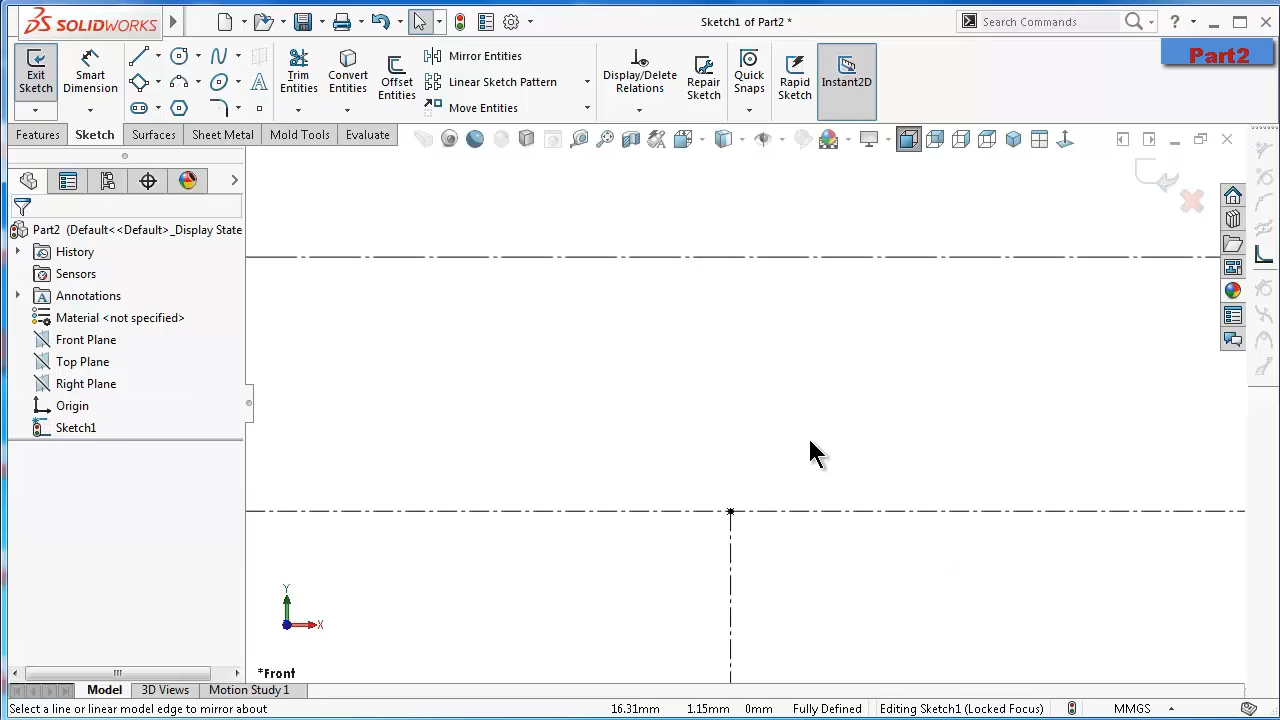 SOLIDWORKS
Sketch1 of Part2 *
Search Commands
?
Part2
Exit Sketch
Smart Dimension
Trim Entities
Convert Entities
Offset Entities
Mirror Entities
Linear Sketch Pattern
Move Entities
Display/Delete Relations
Repair Sketch
Quick Snaps
Rapid Sketch
Instant2D
Features
Sketch
Surfaces
Sheet Metal
Mold Tools
Evaluate
Part2 (Default<<Default>_Display State
History
Sensors
Annotations
Material <not specified>
Front Plane
Top Plane
Right Plane
Origin
Sketch1
Y
X
*Front
Model
3D Views
Motion Study 1
Select a line or linear model edge to mirror about
16.31mm
1.15mm
0mm
Fully Defined
Editing Sketch1 (Locked Focus)
MMGS